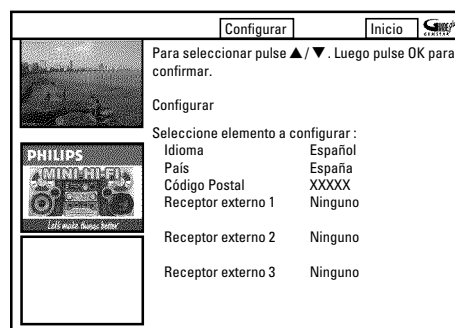 Configurar
Inicio
GUIDE
GEMSTAR
Para seleccionar pulse ▲/ ▼. Luego pulse OK para
confirmar.
Configurar
Seleccione elemento a configurar :
Idioma Español
País España
Código Postal XXXXX
Receptor externo 1 Ninguno
Receptor externo 2 Ninguno
Receptor externo 3 Ninguno
PHILIPS
MINI-HI-FI
Let's make things better